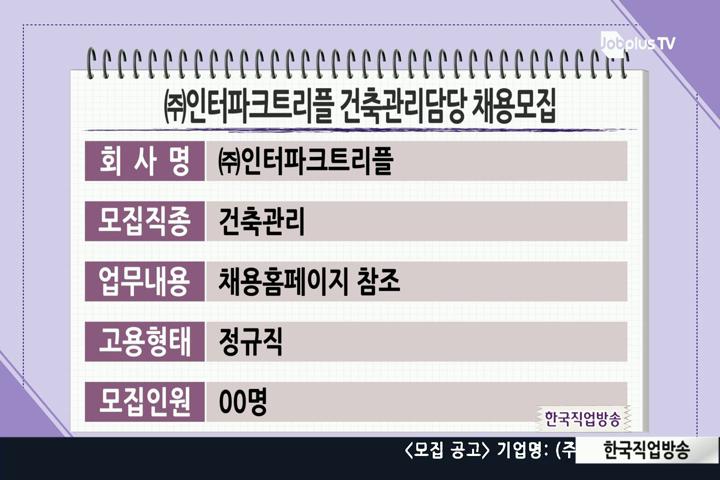 Jobplus TV
㈜인터파크트리플 건축관리담당 채용모집
회 사 명 ㈜인터파크트리플
모집직종 건축관리
업무내용 채용홈페이지 참조
고용형태 정규직
모집인원 00명
한국직업방송
<모집 공고> 기업명: (주
한국직업방송